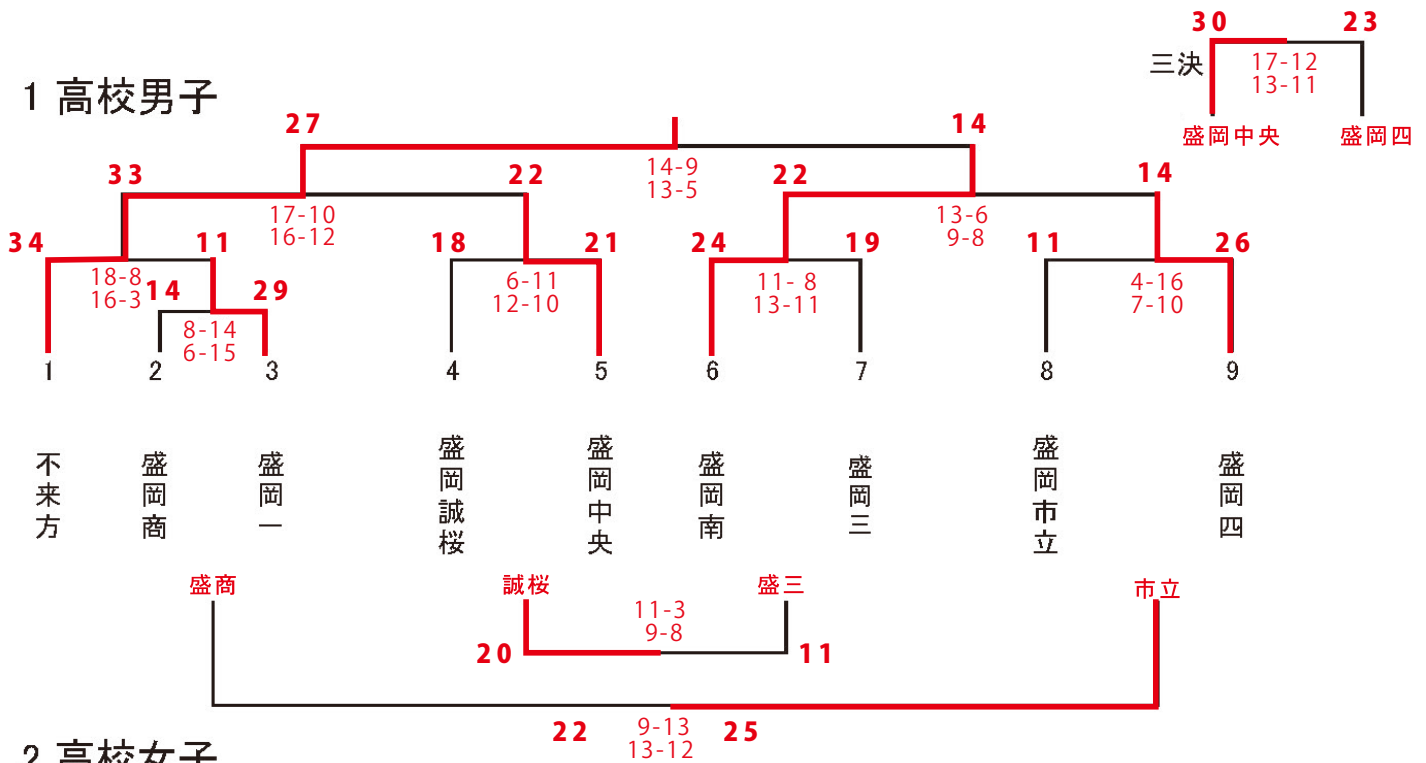 30 23
三決 17-12
13-11
盛岡中央 盛岡四
1 高校男子
27 14
14-9
13-5
33 22 22 14
17-10 13-6
16-12 9-8
34 11 18 21 24 19 11 26
18-8 6-11 11- 8 4-16
16-3 12-10 13-11 7-10
14 29
8-14
6-15
1 2 3 4 5 6 7 8 9
不来方
盛岡商
盛岡一
盛岡誠桜
盛岡中央
盛岡南
盛岡三
盛岡市立
盛岡四
盛商 誠桜 盛三 市立
11-3
9-8
20 11
22 9-13 25
13-12
2 高校女子